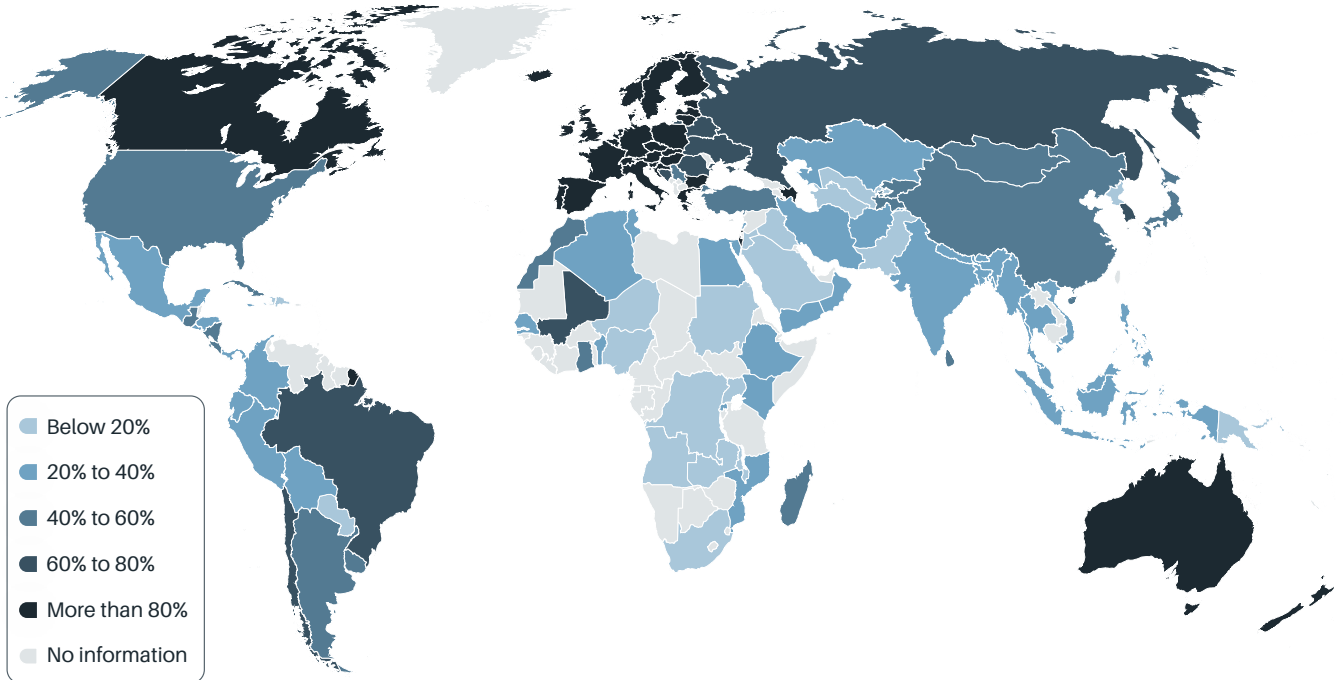 Below 20%
20% to 40%
40% to 60%
60% to 80%
More than 80%
No information